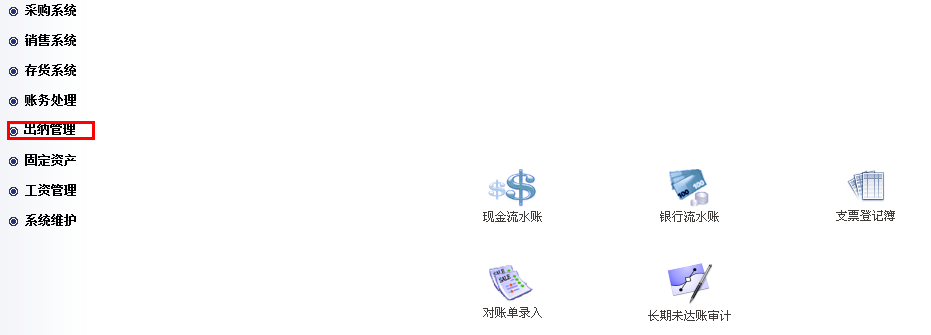 采购系统
销售系统
存货系统
账务处理
出纳管理
固定资产
工资管理
系统维护
现金流水账
银行流水账
支票登记簿
对账单录入
长期未达账审计